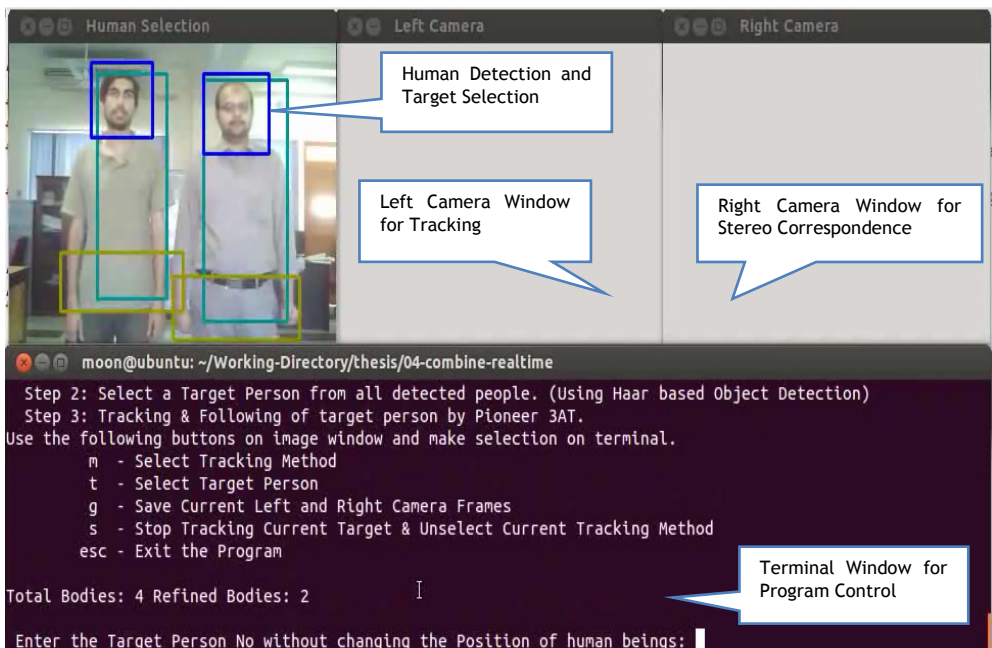 Human Selection
Left Camera
Right Camera
Human Detection and
Target Selection
Left Camera Window
for Tracking
Right Camera Window for
Stereo Correspondence
moon@ubuntu: ~/Working-Directory/thesis/04-combine-realtime
Step 2: Select a Target Person from all detected people. (Using Haar based Object Detection)
Step 3: Tracking & Following of target person by Pioneer 3AT.
Use the following buttons on image window and make selection on terminal.
m - Select Tracking Method
t - Select Target Person
g - Save Current Left and Right Camera Frames
s - Stop Tracking Current Target & Unselect Current Tracking Method
esc - Exit the Program
Terminal Window for
Program Control
Total Bodies: 4 Refined Bodies: 2
Enter the Target Person No without changing the Position of human beings: